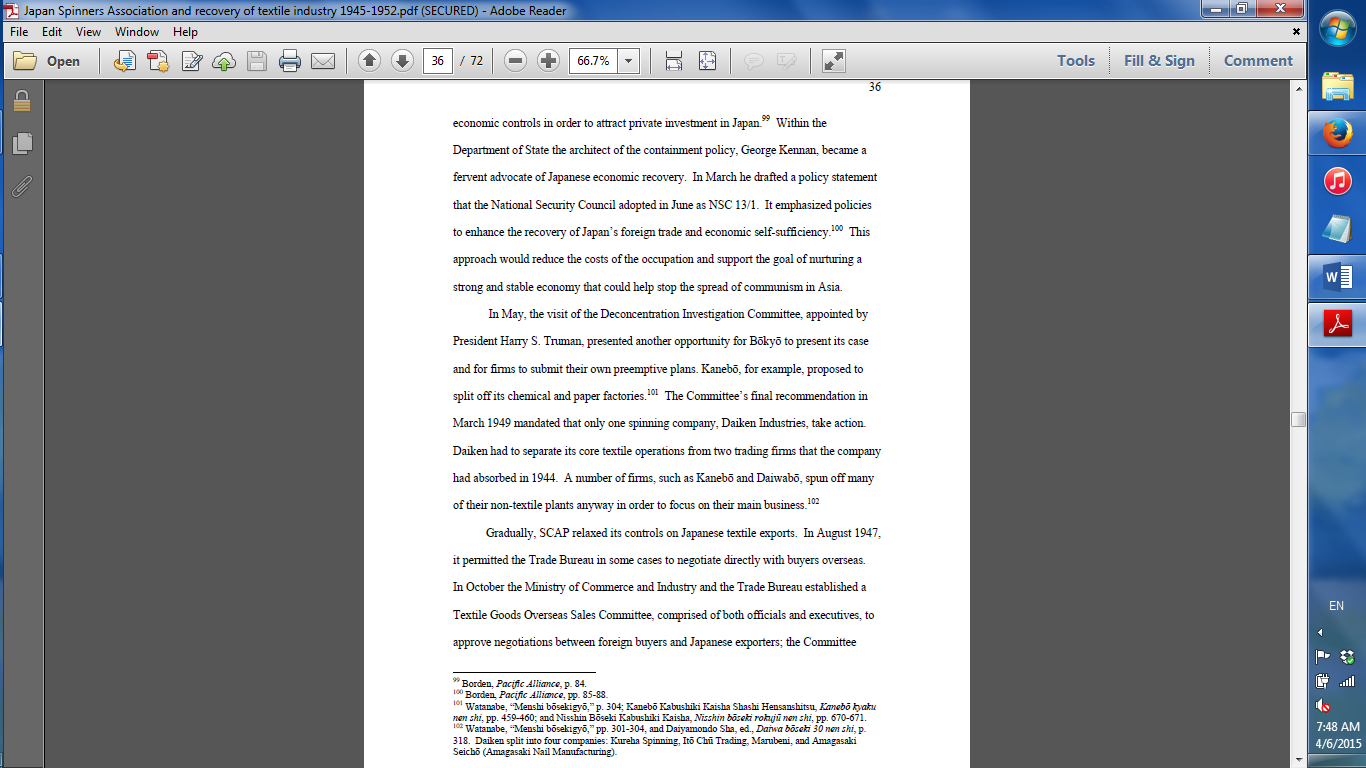 Japan Spinners Association and recovery of textile industry 1945-1952.pdf (SECURED) - Adobe Reader
File Edit View Window Help
Open 36 / 72 66.7% Tools Fill & Sign Comment
36
economic controls in order to attract private investment in Japan.99 Within the
Department of State the architect of the containment policy, George Kennan, became a
fervent advocate of Japanese economic recovery. In March he drafted a policy statement
that the National Security Council adopted in June as NSC 13/1. It emphasized policies
to enhance the recovery of Japan's foreign trade and economic self-sufficiency.100 This
approach would reduce the costs of the occupation and support the goal of nurturing a
strong and stable economy that could help stop the spread of communism in Asia.
In May, the visit of the Deconcentration Investigation Committee, appointed by
President Harry S. Truman, presented another opportunity for Bōkyō to present its case
and for firms to submit their own preemptive plans. Kanebō, for example, proposed to
split off its chemical and paper factories.101 The Committee's final recommendation in
March 1949 mandated that only one spinning company, Daiken Industries, take action.
Daiken had to separate its core textile operations from two trading firms that the company
had absorbed in 1944. A number of firms, such as Kanebō and Daiwabō, spun off many
of their non-textile plants anyway in order to focus on their main business.102
Gradually, SCAP relaxed its controls on Japanese textile exports. In August 1947,
it permitted the Trade Bureau in some cases to negotiate directly with buyers overseas.
In October the Ministry of Commerce and Industry and the Trade Bureau established a
Textile Goods Overseas Sales Committee, comprised of both officials and executives, to
approve negotiations between foreign buyers and Japanese exporters; the Committee
99 Borden, Pacific Alliance, p. 84.
100 Borden, Pacific Alliance, pp. 85-88.
101 Watanabe, "Menshi bōsekigyō," p. 304; Kanebō Kabushiki Kaisha Shashi Hensanshitsu, Kanebō kyaku
nen shi, pp. 459-460; and Nisshin Bōseki Kabushiki Kaisha, Nisshin bōseki rokujū nen shi, pp. 670-671.
102 Watanabe, "Menshi bōsekigyō," pp. 301-304, and Daiyamondo Sha, ed., Daiwa bōseki 30 nen shi, p.
318. Daiken split into four companies: Kureha Spinning, Itō Chū Trading, Marubeni, and Amagasaki
Seichō (Amagasaki Nail Manufacturing).
EN
7:48 AM
4/6/2015